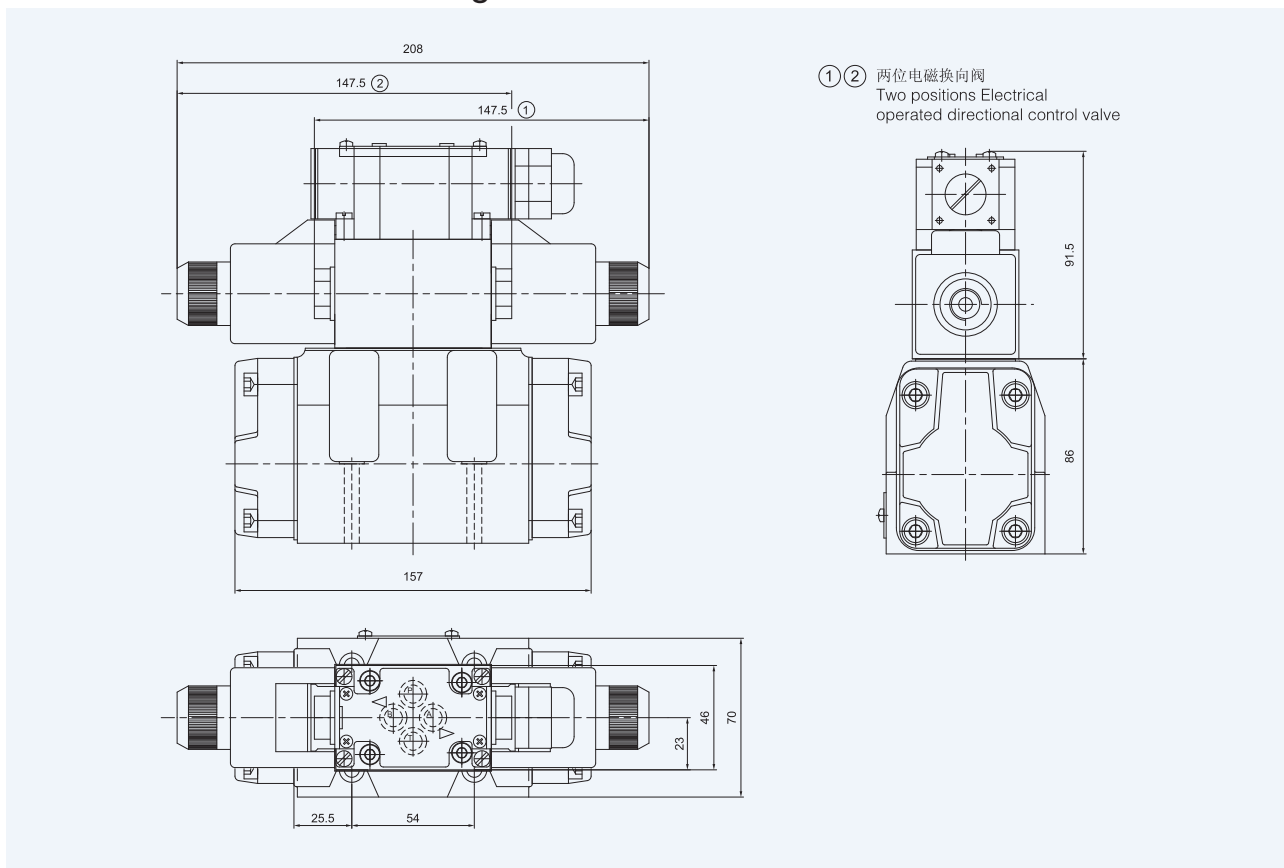 208
147.5 ②
147.5 ①
①② 两位电磁换向阀
Two positions Electrical
operated directional control valve
91.5
86
157
P
B
A
T
46
70
23
25.5
54